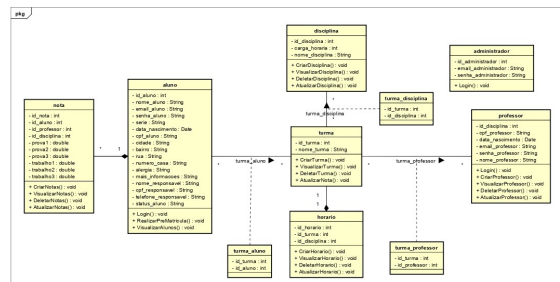 pkg
disciplina
- id_disciplina : int
- carga_horaria : int
- nome_disciplina : String
+ CriarDisciplina() : void
+ VisualizarDisciplina() : void
+ DeletarDisciplina() : void
+ AtualizarDisciplina() : void
administrador
- id_administrador : int
- email_administrador : String
- senha_administrador : String
+ Login() : void
aluno
- id_aluno : int
- nome_aluno : String
- email_aluno : String
- senha_aluno : String
- serie : String
- data_nascimento : Date
- cpf_aluno : String
- cidade : String
- bairro : String
- rua : String
- numero_casa : String
- alergia : String
- mais_informacoes : String
- nome_responsavel : String
- cpf_responsavel : String
- telefone_responsavel : String
- status_aluno : String
+ Login() : void
+ RealizarPreMatricula() : void
+ VisualizarAlunos() : void
nota
- id_nota : int
- id_aluno : int
- id_professor : int
- id_disciplina : int
- prova1 : double
- prova2 : double
- prova3 : double
- trabalho1 : double
- trabalho2 : double
- trabalho3 : double
+ CriarNotas() : void
+ VisualizarNotas() : void
+ DeletarNotas() : void
+ AtualizarNotas() : void
* 1
turma_disciplina
- id_turma : int
- id_disciplina : int
turma_disciplina
professor
- id_disciplina : int
- cpf_professor : String
- data_nascimento : Date
- email_professor : String
- senha_professor : String
- nome_professor : String
+ Login() : void
+ CriarProfessor() : void
+ VisualizarProfessor() : void
+ DeletarProfessor() : void
+ AtualizarProfessor() : void
turma
- id_turma : int
- nome_turma : String
+ CriarTurma() : void
+ VisualizarTurma() : void
+ DeletarTurma() : void
+ AtualizarNota() : void
turma_aluno
turma_professor
1
1
horario
- id_horario : int
- id_turma : int
- id_disciplina : int
+ CriarHorario() : void
+ VisualizarHorario() : void
+ DeletarHorario() : void
+ AtualizarHorario() : void
turma_aluno
- id_turma : int
- id_aluno : int
turma_professor
- id_turma : int
- id_professor : int